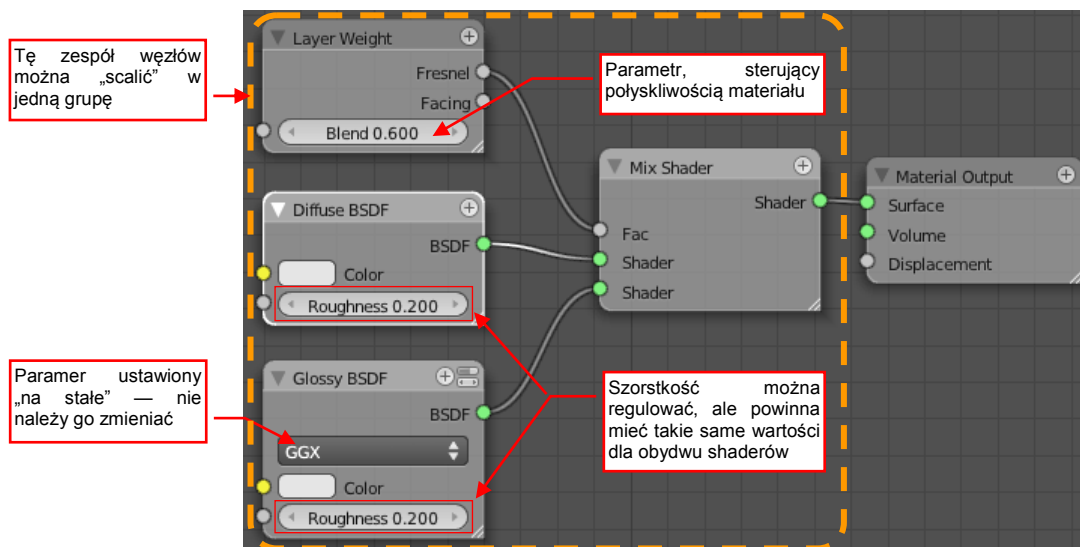 Tę zespół węzłów
można „scalić” w
jedną grupę
Layer Weight
Fresnel
Facing
Blend 0.600
Parametr, sterujący
połyskliwością materiału
Diffuse BSDF
BSDF
Color
Roughness 0.200
Mix Shader
Shader
Fac
Shader
Shader
Material Output
Surface
Volume
Displacement
Paramer ustawiony
„na stałe” — nie
należy go zmieniać
Glossy BSDF
BSDF
GGX
Color
Roughness 0.200
Szorstkość można
regulować, ale powinna
mieć takie same wartości
dla obydwu shaderów